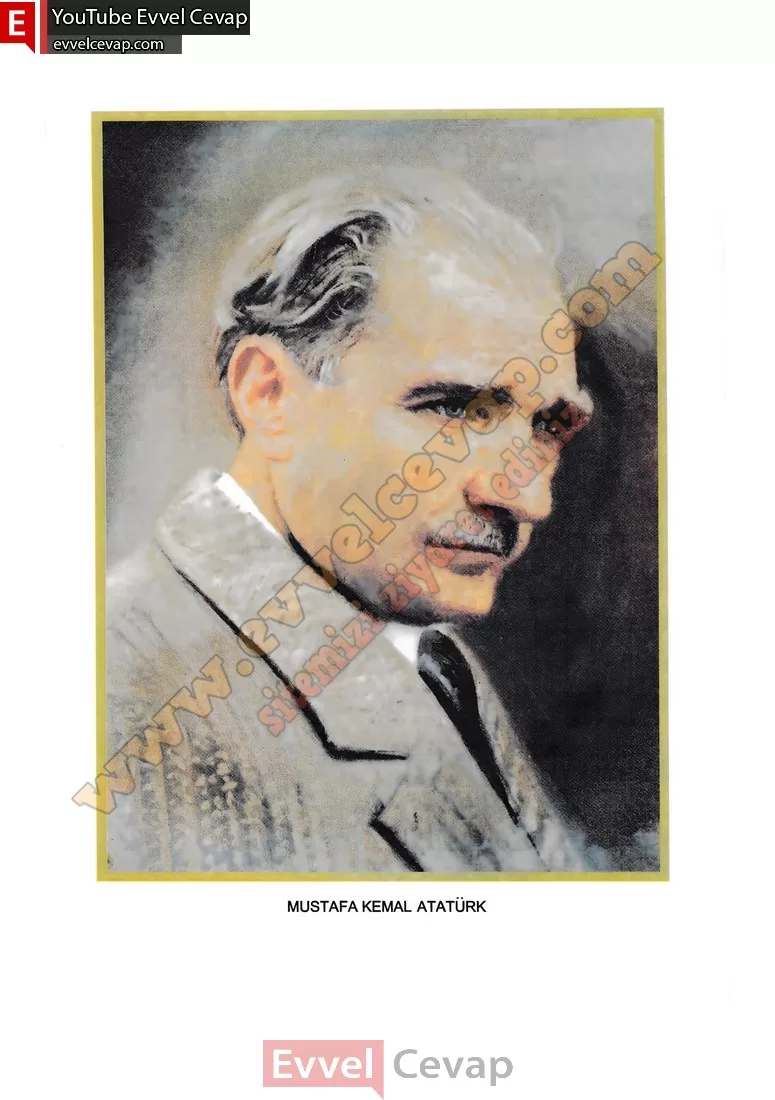 E
YouTube Evvel Cevap
evvelcevap.com
www.evvelcevap.com
sitemizi ziyaret ediniz
MUSTAFA KEMAL ATATÜRK
Evvel Cevap